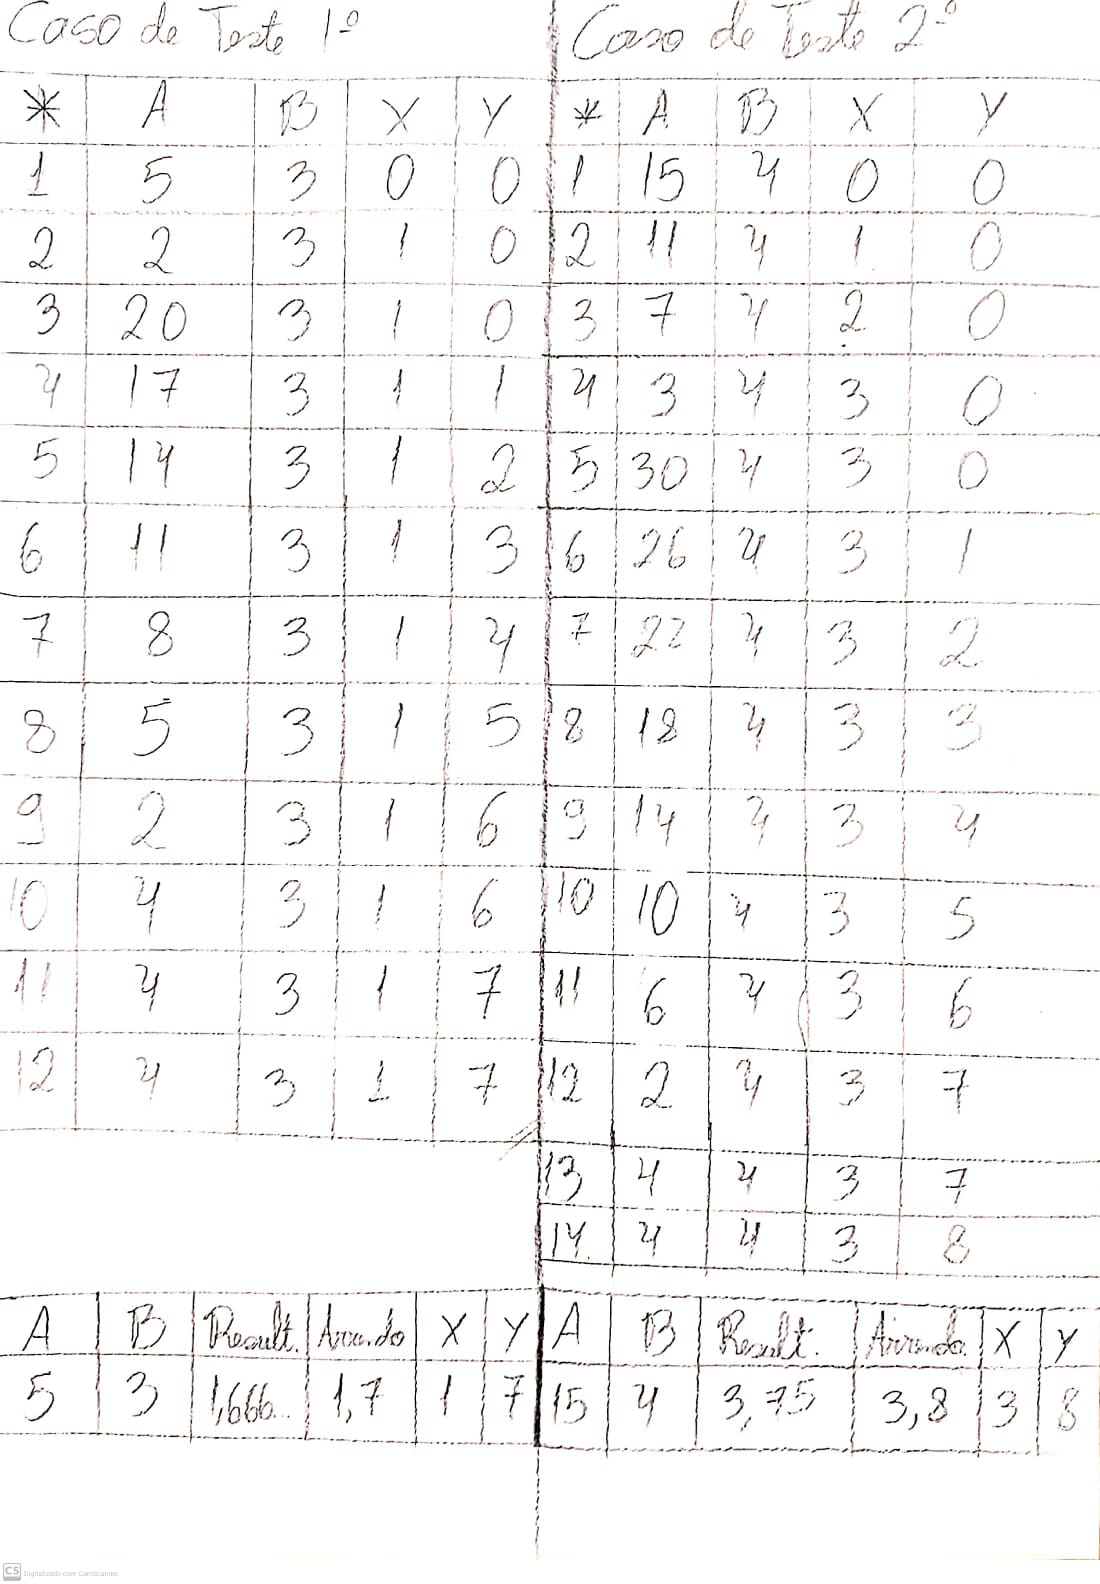 Caso de Teste 1º
* A B X Y
1 5 3 0 0
2 2 3 1 0
3 20 3 1 0
4 17 3 1 1
5 14 3 1 2
6 11 3 1 3
7 8 3 1 4
8 5 3 1 5
9 2 3 1 6
10 4 3 1 6
11 4 3 1 7
12 4 3 1 7
A B Result. Arrendo X Y
5 3 1,666... 1,7 1 7
Caso de Teste 2º
* A B X Y
1 15 4 0 0
2 11 4 1 0
3 7 4 2 0
4 3 4 3 0
5 30 4 3 0
6 26 4 3 1
7 22 4 3 2
8 18 4 3 3
9 14 4 3 4
10 10 4 3 5
11 6 4 3 6
12 2 4 3 7
13 4 4 3 7
14. 4 4 3 8
A B Result. Arrendo. X Y
15 4 3,75 3,8 3 8
CS Digitalizado com CamScanner